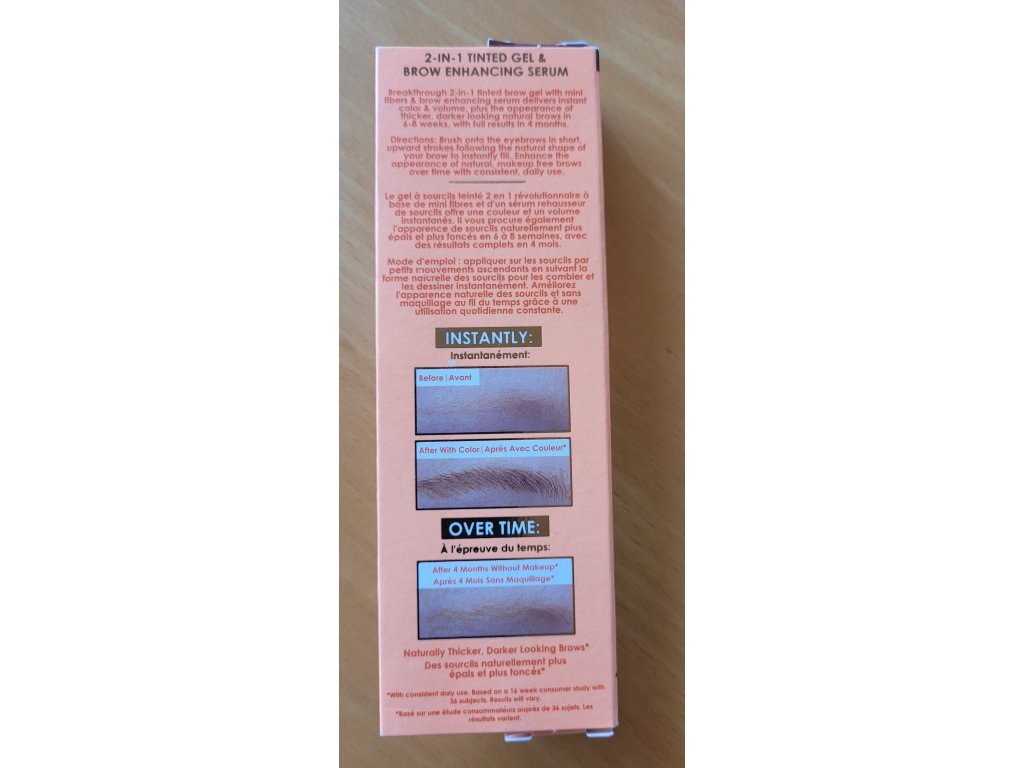 2-IN-1 TINTED GEL &
BROW ENHANCING SERUM
Breakthrough 2-in-1 tinted brow gel with mini
fibers & brow enhancing serum delivers instant
color & volume, plus the appearance of
thicker, darker looking natural brows in
6-8 weeks, with full results in 4 months.
Directions: Brush onto the eyebrows in short,
upward strokes following the natural shape of
your brow to instantly fill. Enhance the
appearance of natural, makeup free brows
over time with consistent, daily use.
Le gel à sourcils teinté 2 en 1 révolutionnaire à
base de mini fibres et d'un sérum rehausseur
de sourcils offre une couleur et un volume
instantanés. Il vous procure également
l'apparence de sourcils naturellement plus
épais et plus foncés en 6 à 8 semaines, avec
des résultats complets en 4 mois.
Mode d'emploi : appliquer sur les sourcils par
petits mouvements ascendants en suivant la
forme naturelle des sourcils pour les combler et
les dessiner instantanément. Améliorez
l'apparence naturelle des sourcils et sans
maquillage au fil du temps grâce à une
utilisation quotidienne constante.
INSTANTLY:
Instantanément:
Before | Avant
After With Color | Après Avec Couleur*
OVER TIME:
À l'épreuve du temps:
After 4 Months Without Makeup*
Après 4 Mois Sans Maquillage*
Naturally Thicker, Darker Looking Brows*
Des sourcils naturellement plus
épais et plus foncés*
*With consistent daily use. Based on a 16 week consumer study with
36 subjects. Results will vary.
*Basé sur une étude consommateurs auprès de 36 sujets. Les
résultats varient.